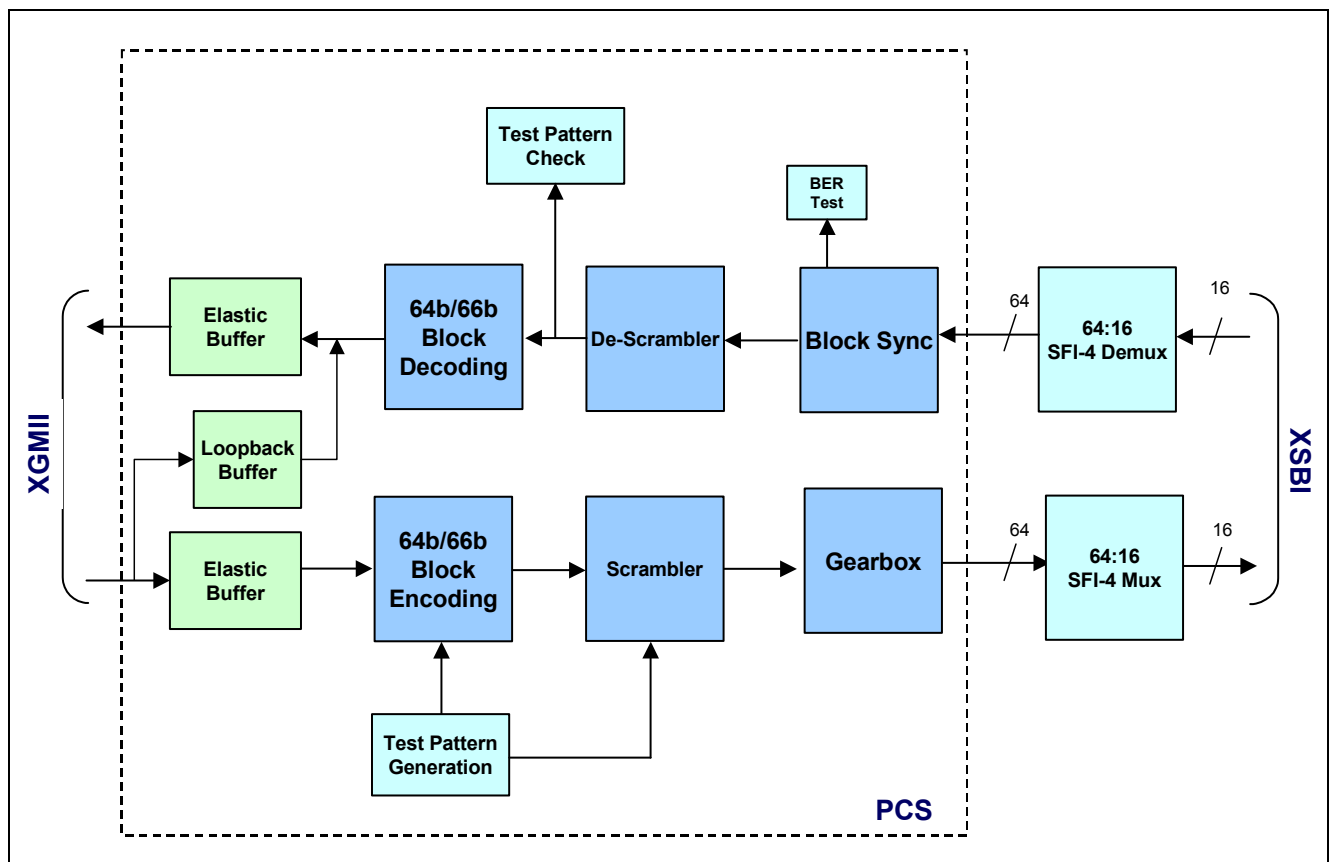 Test Pattern
Check
BER
Test
XGMII
Elastic
Buffer
64b/66b
Block
Decoding
De-Scrambler
Block Sync
64
64:16
SFI-4 Demux
16
XSBI
Loopback
Buffer
Elastic
Buffer
64b/66b
Block
Encoding
Scrambler
Gearbox
64
64:16
SFI-4 Mux
16
Test Pattern
Generation
PCS